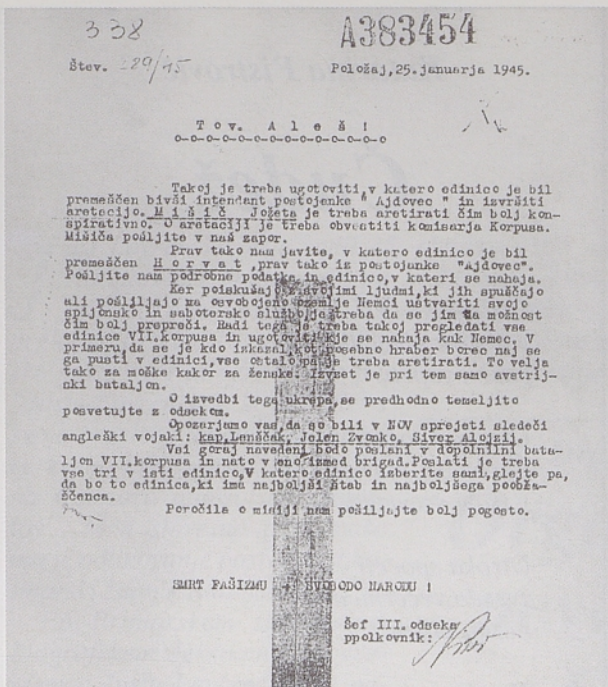 338
A383454
Štev. 289/45
Položaj,25.januarja 1945.
Tov. Aleš!
o-o-o-o-o-o-o-o-o-o-o-o-o-o
Takoj je treba ugotoviti,v katero edinico je bil
premeščen bivši intendant postojanke " Ajdovec " in izvršiti
aretacijo. Mišič Jožeta je treba aretirati čim bolj kon-
spirativno. O aretaciji je treba obvestiti komisarja Korpusa.
Mišiča pošljite v naš zapor.
Prav tako nam javite, v katero edinico je bil
premeščen Horvat ,prav tako iz postojanke "Ajdovec".
Pošljite nam podrobne podatke in edinico,v kateri se nahaja.
Ker poiskušajo s svojimi ljudmi,ki jih spuščajo
ali pošiljajo na osvobojeno ozemlje Nemci ustvariti svojo
špijonsko in sabotersko službo,je treba da se jim ta možnost
čim bolj prepreči. Radi tega je treba takoj pregledati vse
edinice VII.korpusa in ugotoviti kje se nahaja kak Nemec. V
primeru,da se je kdo izkazal kot posebno hraber borec naj se
ga pusti v edinici,vse ostalo pa je treba aretirati. To velja
tako za moške kakor za ženske. Izvzet je pri tem samo avstrij-
ski bataljon.
O izvedbi tega ukrepa,se predhodno temeljito
posvetujte z odsekom.
Opozarjamo vas,da so bili v NOV sprejeti sledeči
angleški vojaki: kap.Lenščak, Jelen Zvonko, Siver Alojzij.
Vsi goraj navedeni bodo poslani v dopolnilni bata-
ljon VII.korpusa in nato v eno izmed brigad.Poslati je treba
vse tri v isti edinico,V katero edinico izberite sami,glejte pa,
da bo to edinica,ki ima najboljši štab in najboljšega poobla-
ščenca.
Poročila o misiji nam pošiljajte bolj pogosto.
SMRT FAŠIZMU - SVOBODO NARODU !
Šef III.odseka
ppolkovnik: